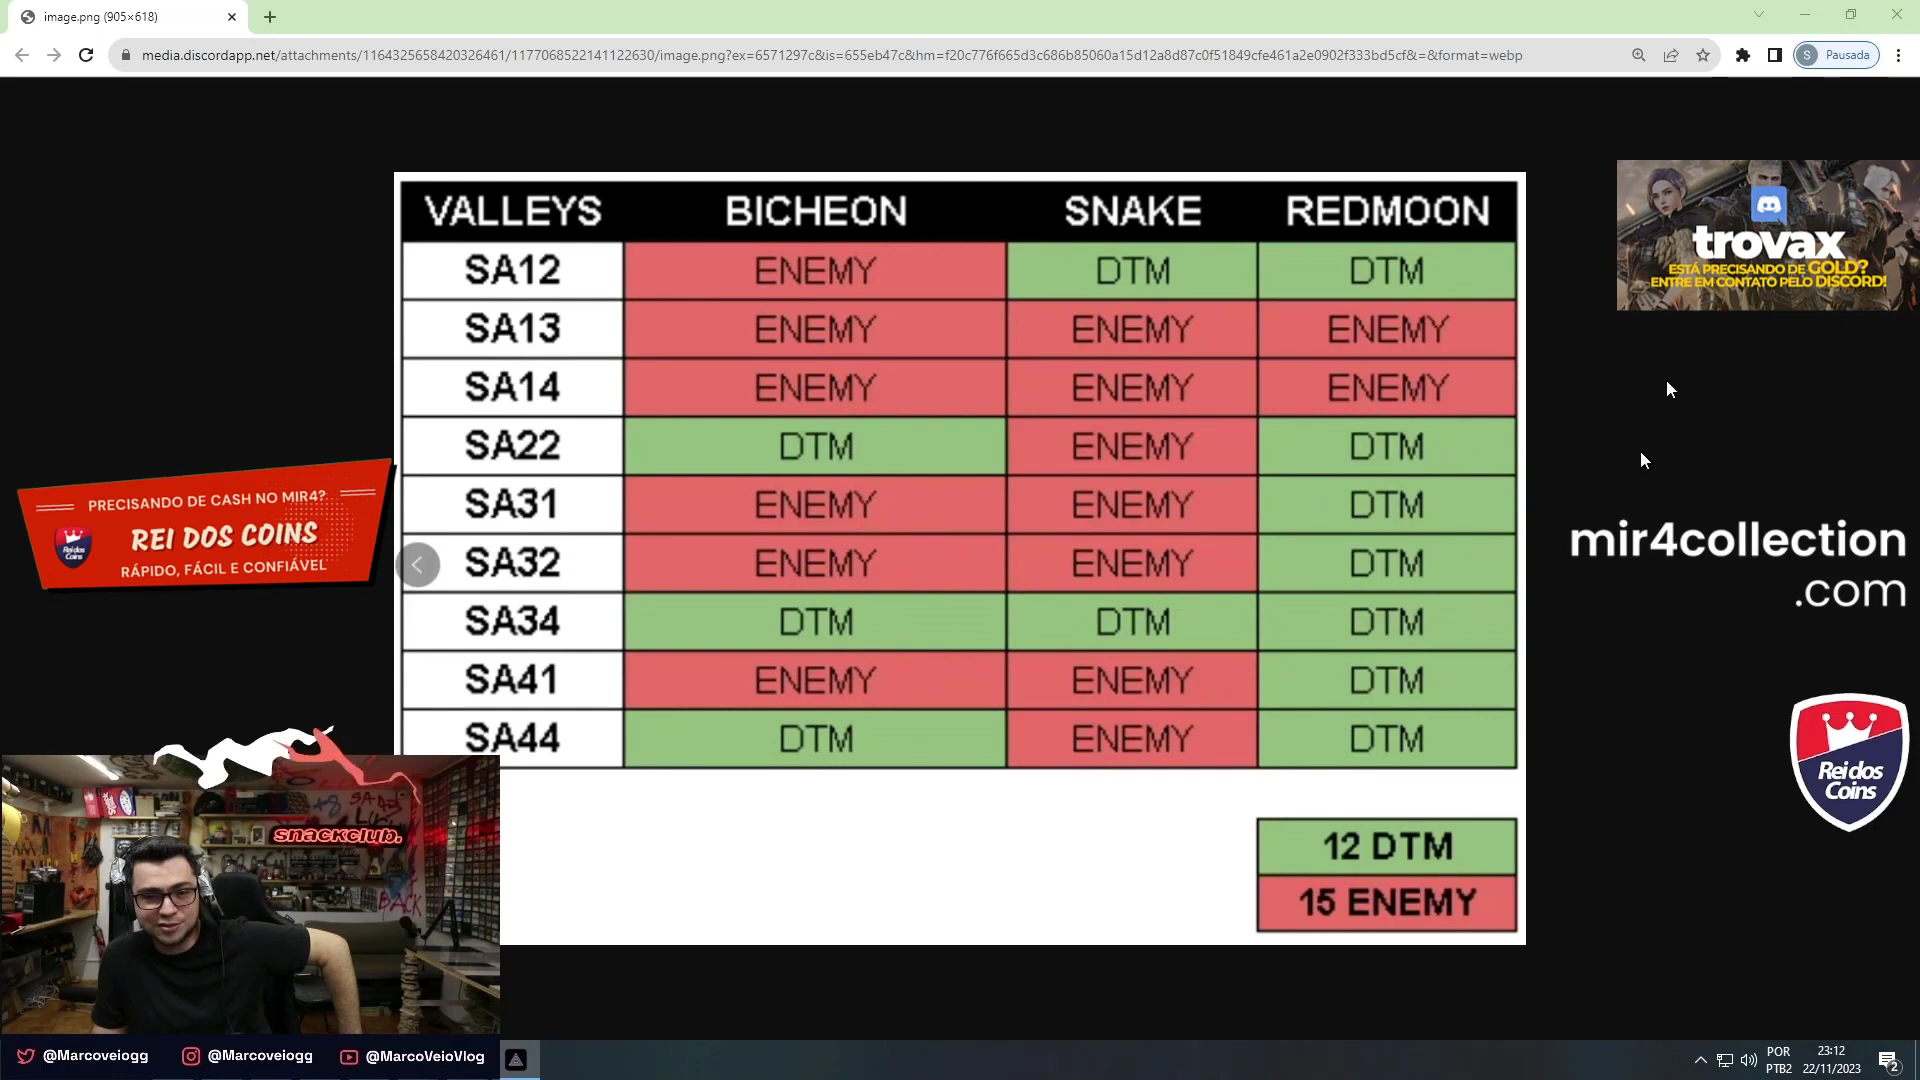 image.png (905×618)
media.discordapp.net/attachments/1164325658420326461/1177068522141122630/image.png?ex=6571297c&is=655eb47c&hm=f20c776f665d3c686b85060a15d12a8d87c0f51849cfe461a2e0902f333bd5cf&=&format=webp
S Pausada
VALLEYS BICHEON SNAKE REDMOON
SA12 ENEMY DTM DTM
SA13 ENEMY ENEMY ENEMY
SA14 ENEMY ENEMY ENEMY
SA22 DTM ENEMY DTM
SA31 ENEMY ENEMY DTM
SA32 ENEMY ENEMY DTM
SA34 DTM DTM DTM
SA41 ENEMY ENEMY DTM
SA44 DTM ENEMY DTM
12 DTM
15 ENEMY
trovax
ESTÁ PRECISANDO DE GOLD?
ENTRE EM CONTATO PELO DISCORD!
PRECISANDO DE CASH NO MIR4?
Rei dos
Coins
REI DOS COINS
RÁPIDO, FÁCIL E CONFIÁVEL
mir4collection
.com
Rei dos
Coins
snackclub.
BACK
@Marcoveiogg @Marcoveiogg @MarcoVeioVlog
POR
PTB2
23:12
22/11/2023
2